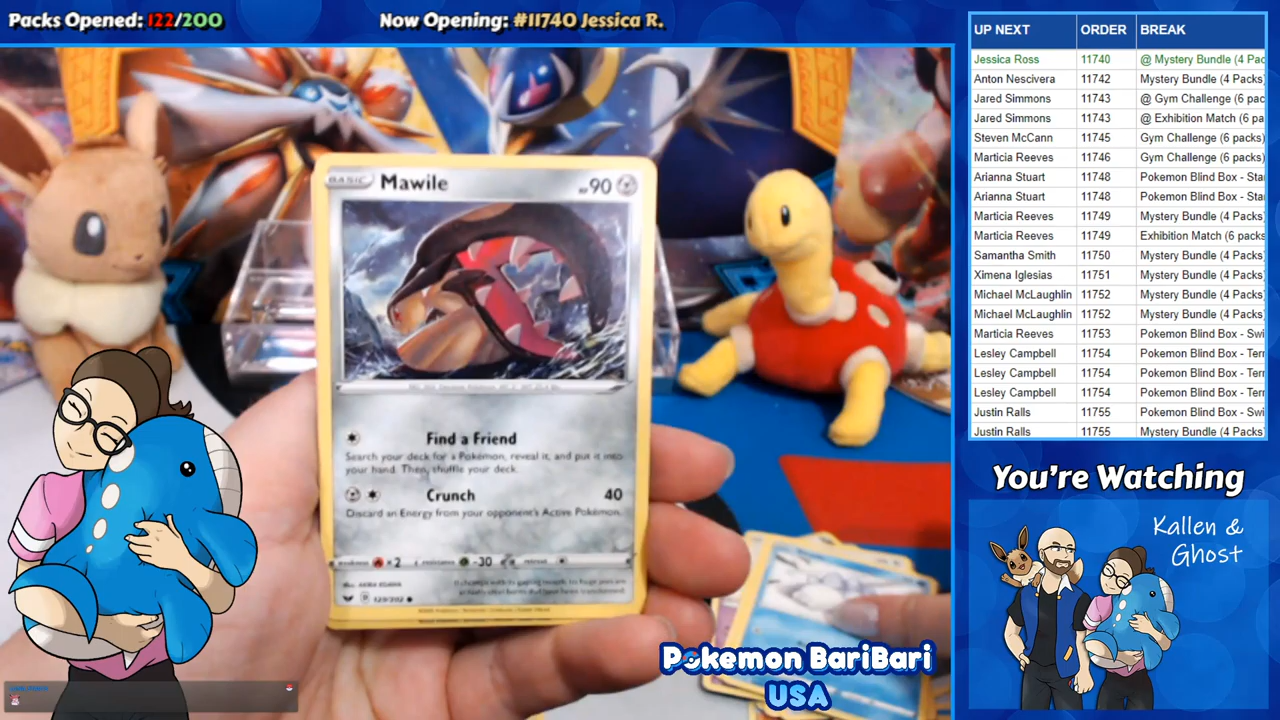 Packs Opened: 122/200
Now Opening: #11740 Jessica R.
UP NEXT ORDER BREAK
Jessica Ross 11740 @ Mystery Bundle (4 Pac
Anton Nescivera 11742 Mystery Bundle (4 Packs)
Jared Simmons 11743 @ Gym Challenge (6 pac
Jared Simmons 11743 @ Exhibition Match (6 pa
Steven McCann 11745 Gym Challenge (6 packs)
Marticia Reeves 11746 Gym Challenge (6 packs)
Arianna Stuart 11748 Pokemon Blind Box - Sta
Arianna Stuart 11748 Pokemon Blind Box - Sta
Marticia Reeves 11749 Mystery Bundle (4 Packs)
Marticia Reeves 11749 Exhibition Match (6 packs
Samantha Smith 11750 Mystery Bundle (4 Packs)
Ximena Iglesias 11751 Mystery Bundle (4 Packs)
Michael McLaughlin 11752 Mystery Bundle (4 Packs)
Michael McLaughlin 11752 Mystery Bundle (4 Packs)
Marticia Reeves 11753 Pokemon Blind Box - Swi
Lesley Campbell 11754 Pokemon Blind Box - Terr
Lesley Campbell 11754 Pokemon Blind Box - Terr
Lesley Campbell 11754 Pokemon Blind Box - Terr
Justin Ralls 11755 Pokemon Blind Box - Swi
Justin Ralls 11755 Mystery Bundle (4 Packs)
BASIC Mawile HP 90
Find a Friend
Search your deck for a Pokémon, reveal it, and put it into
your hand. Then, shuffle your deck.
Crunch 40
Discard an Energy from your opponent's Active Pokémon.
weakness ×2 resistance -30 retreat
129/202
You're Watching
Kallen &
Ghost
Pokemon BariBari
USA